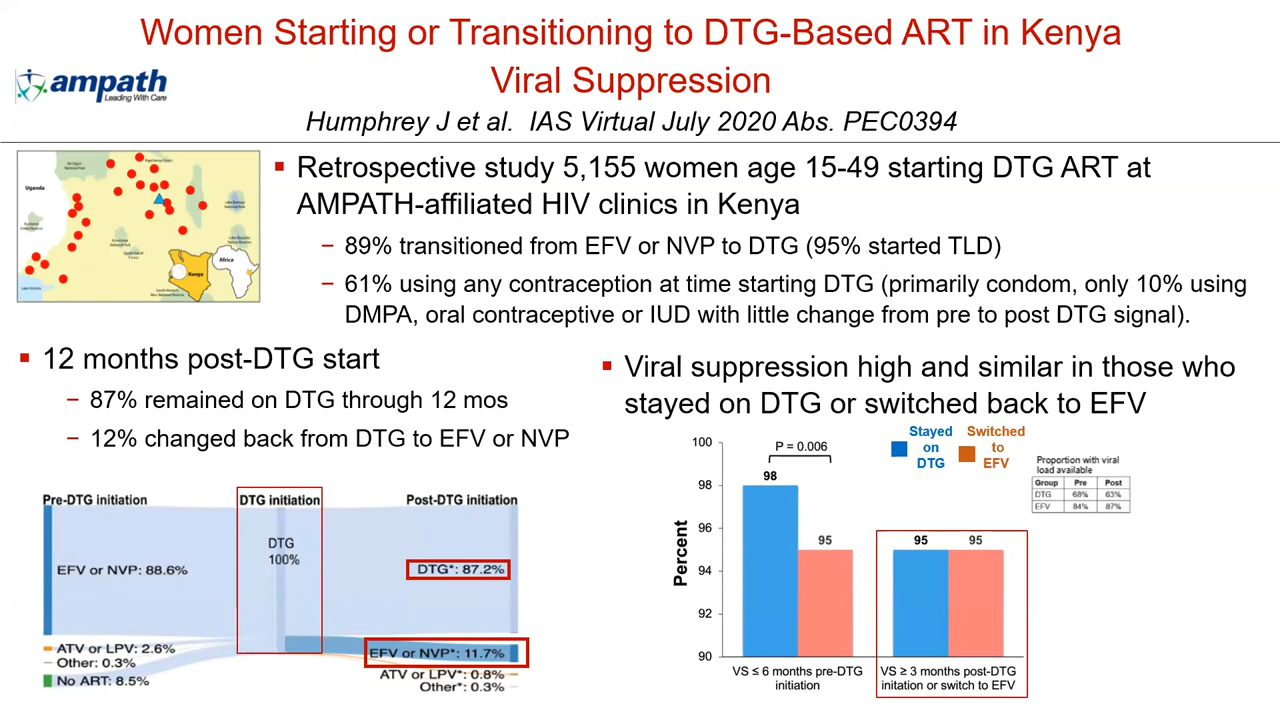 Women Starting or Transitioning to DTG-Based ART in Kenya
Viral Suppression
ampath
Leading With Care
Humphrey J et al. IAS Virtual July 2020 Abs. PEC0394
Uganda
Kenya
Africa
▪ Retrospective study 5,155 women age 15-49 starting DTG ART at
AMPATH-affiliated HIV clinics in Kenya
− 89% transitioned from EFV or NVP to DTG (95% started TLD)
− 61% using any contraception at time starting DTG (primarily condom, only 10% using
DMPA, oral contraceptive or IUD with little change from pre to post DTG signal).
▪ 12 months post-DTG start
− 87% remained on DTG through 12 mos
− 12% changed back from DTG to EFV or NVP
Pre-DTG initiation DTG initiation Post-DTG initiation
DTG
100%
EFV or NVP: 88.6%
DTG*: 87.2%
ATV or LPV: 2.6%
Other: 0.3%
No ART: 8.5%
EFV or NVP*: 11.7%
ATV or LPV*: 0.8%
Other*: 0.3%
▪ Viral suppression high and similar in those who
stayed on DTG or switched back to EFV
Stayed
on
DTG
Switched
to
EFV
P = 0.006
Percent
100
98
96
94
92
90
98
95
95
95
VS ≤ 6 months pre-DTG
initiation
VS ≥ 3 months post-DTG
initation or switch to EFV
Proportion with viral
load available
Group Pre Post
DTG 68% 63%
EFV 84% 87%